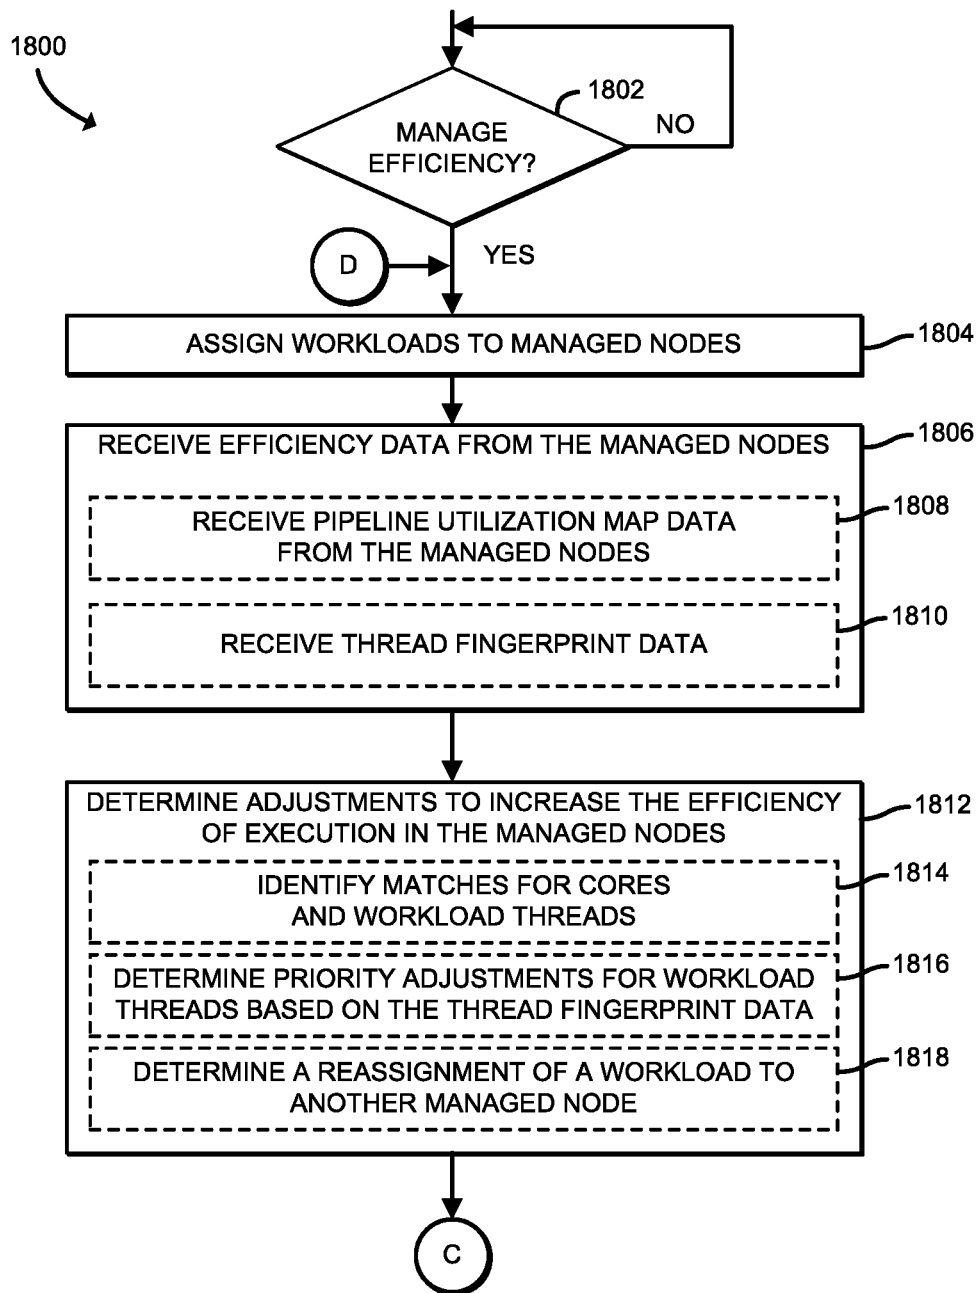 1800
1802
MANAGE
EFFICIENCY?
NO
YES
D
ASSIGN WORKLOADS TO MANAGED NODES
1804
RECEIVE EFFICIENCY DATA FROM THE MANAGED NODES
1806
RECEIVE PIPELINE UTILIZATION MAP DATA
FROM THE MANAGED NODES
1808
RECEIVE THREAD FINGERPRINT DATA
1810
DETERMINE ADJUSTMENTS TO INCREASE THE EFFICIENCY
OF EXECUTION IN THE MANAGED NODES
1812
IDENTIFY MATCHES FOR CORES
AND WORKLOAD THREADS
1814
DETERMINE PRIORITY ADJUSTMENTS FOR WORKLOAD
THREADS BASED ON THE THREAD FINGERPRINT DATA
1816
DETERMINE A REASSIGNMENT OF A WORKLOAD TO
ANOTHER MANAGED NODE
1818
C